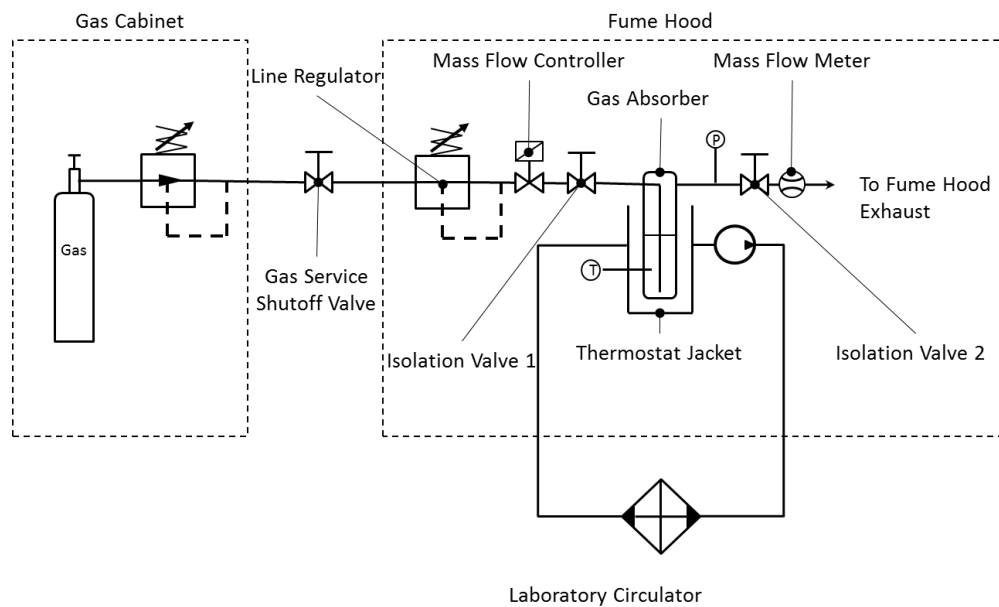 Gas Cabinet
Fume Hood
Line Regulator
Mass Flow Controller
Mass Flow Meter
Gas Absorber
P
To Fume Hood
Exhaust
Gas
T
Gas Service
Shutoff Valve
Isolation Valve 1
Thermostat Jacket
Isolation Valve 2
Laboratory Circulator